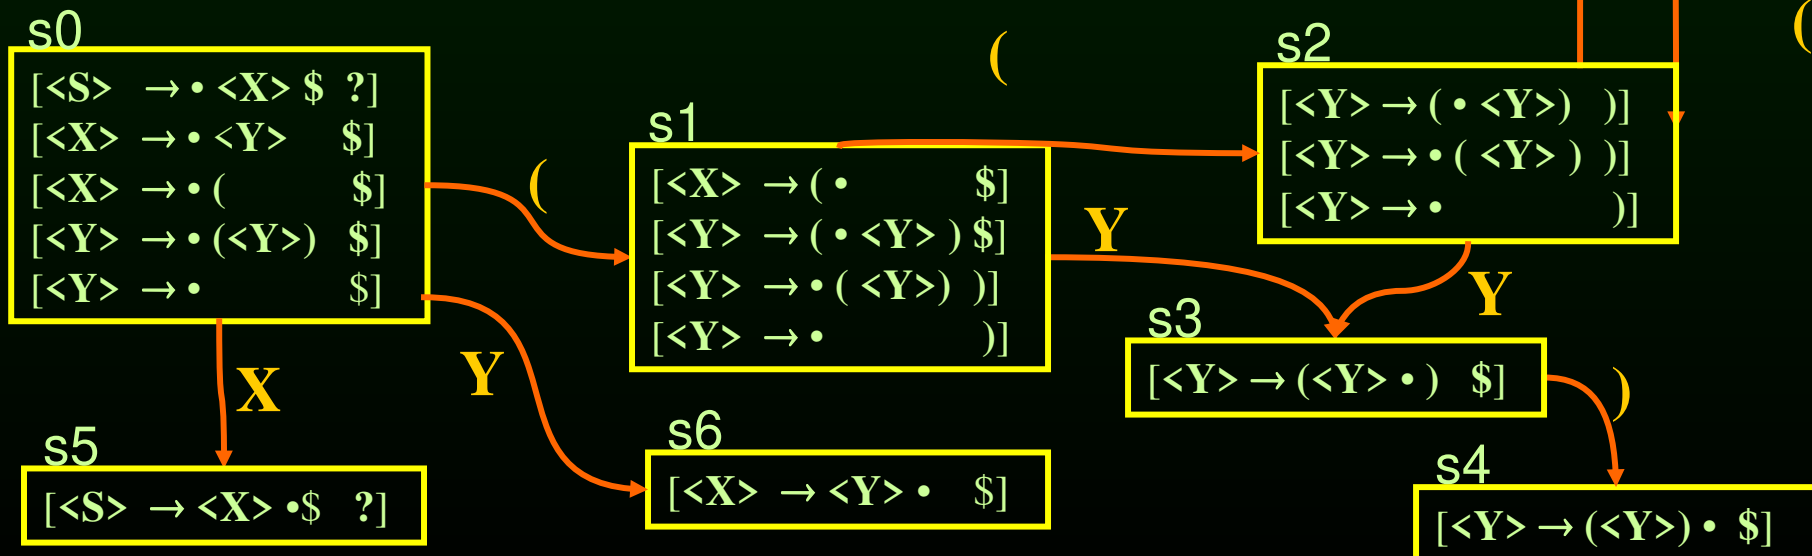 s0
[<S> → • <X> $ ?]
[<X> → • <Y> $]
[<X> → • ( $]
[<Y> → • (<Y>) $]
[<Y> → • $]
(
(
s1
[<X> → ( • $]
[<Y> → ( • <Y> ) $]
[<Y> → • ( <Y>) )]
[<Y> → • )]
(
s2
[<Y> → ( • <Y>) )]
[<Y> → • ( <Y> ) )]
[<Y> → • )]
Y
Y
s3
[<Y> → (<Y> • ) $]
)
X
Y
s5
[<S> → <X> •$ ?]
s6
[<X> → <Y> • $]
s4
[<Y> → (<Y>) • $]